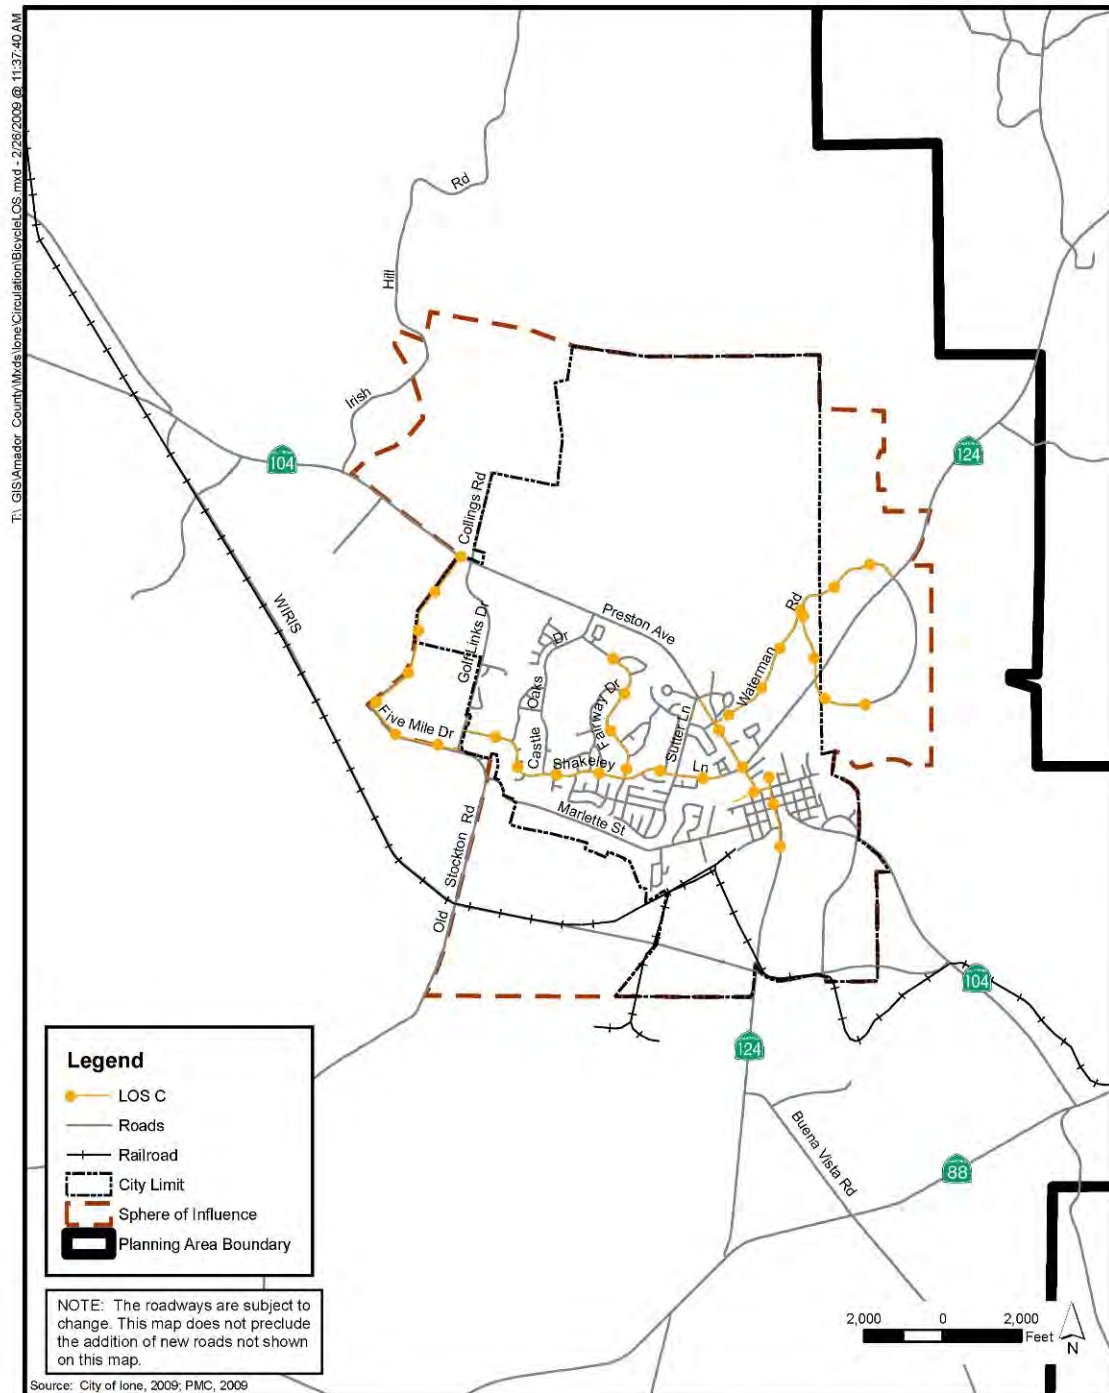 T:\_GIS\Amador_County\Mxds\Ione\Circulation\BicycleLOS.mxd - 2/26/2009 @ 11:37:40 AM
Rd
Hill
Irish
104
124
Collings Rd
WIRIS
Golf Links Dr
Preston Ave
Rd
Waterman
Dr
Oaks
Castle
Fairway Dr
Sutter Ln
Five Mile Dr
Shakeley
Ln
Marlette St
Stockton Rd
Old
104
124
Buena Vista Rd
88
Legend
LOS C
Roads
Railroad
City Limit
Sphere of Influence
Planning Area Boundary
NOTE: The roadways are subject to
change. This map does not preclude
the addition of new roads not shown
on this map.
2,000 0 2,000
Feet
N
Source: City of Ione, 2009; PMC, 2009